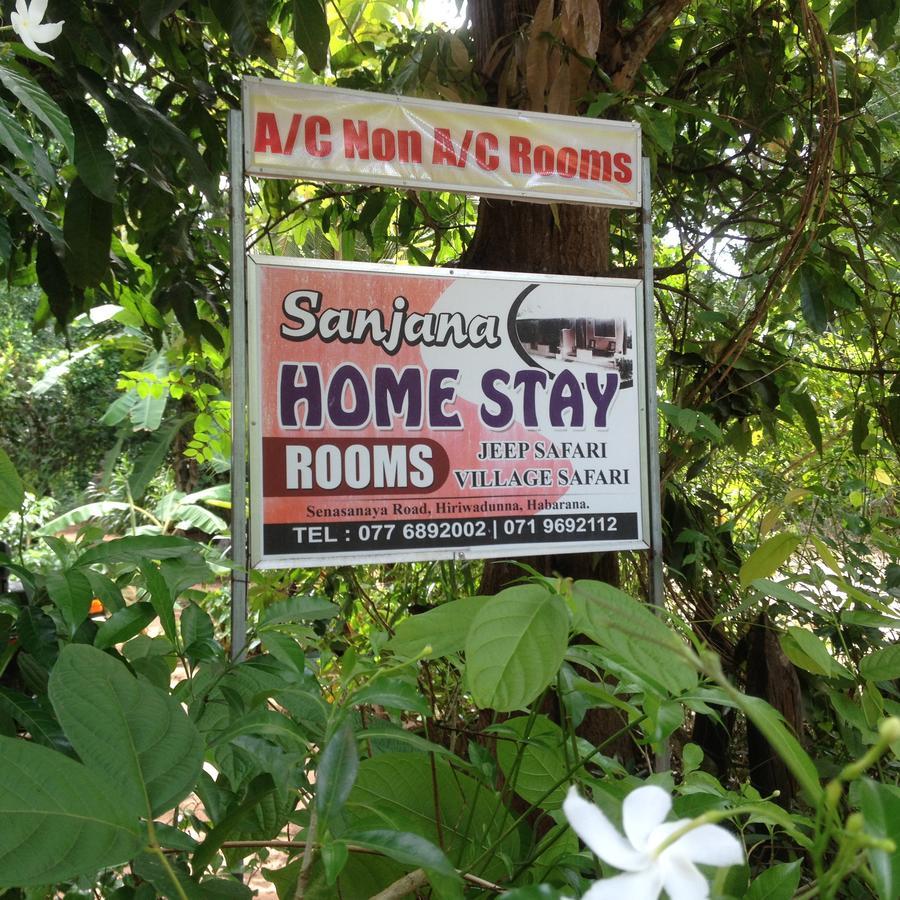 A/C Non A/C Rooms
Sanjana
HOME STAY
ROOMS
JEEP SAFARI
VILLAGE SAFARI
Senasanaya Road, Hiriwadunna, Habarana.
TEL : 077 6892002 | 071 9692112